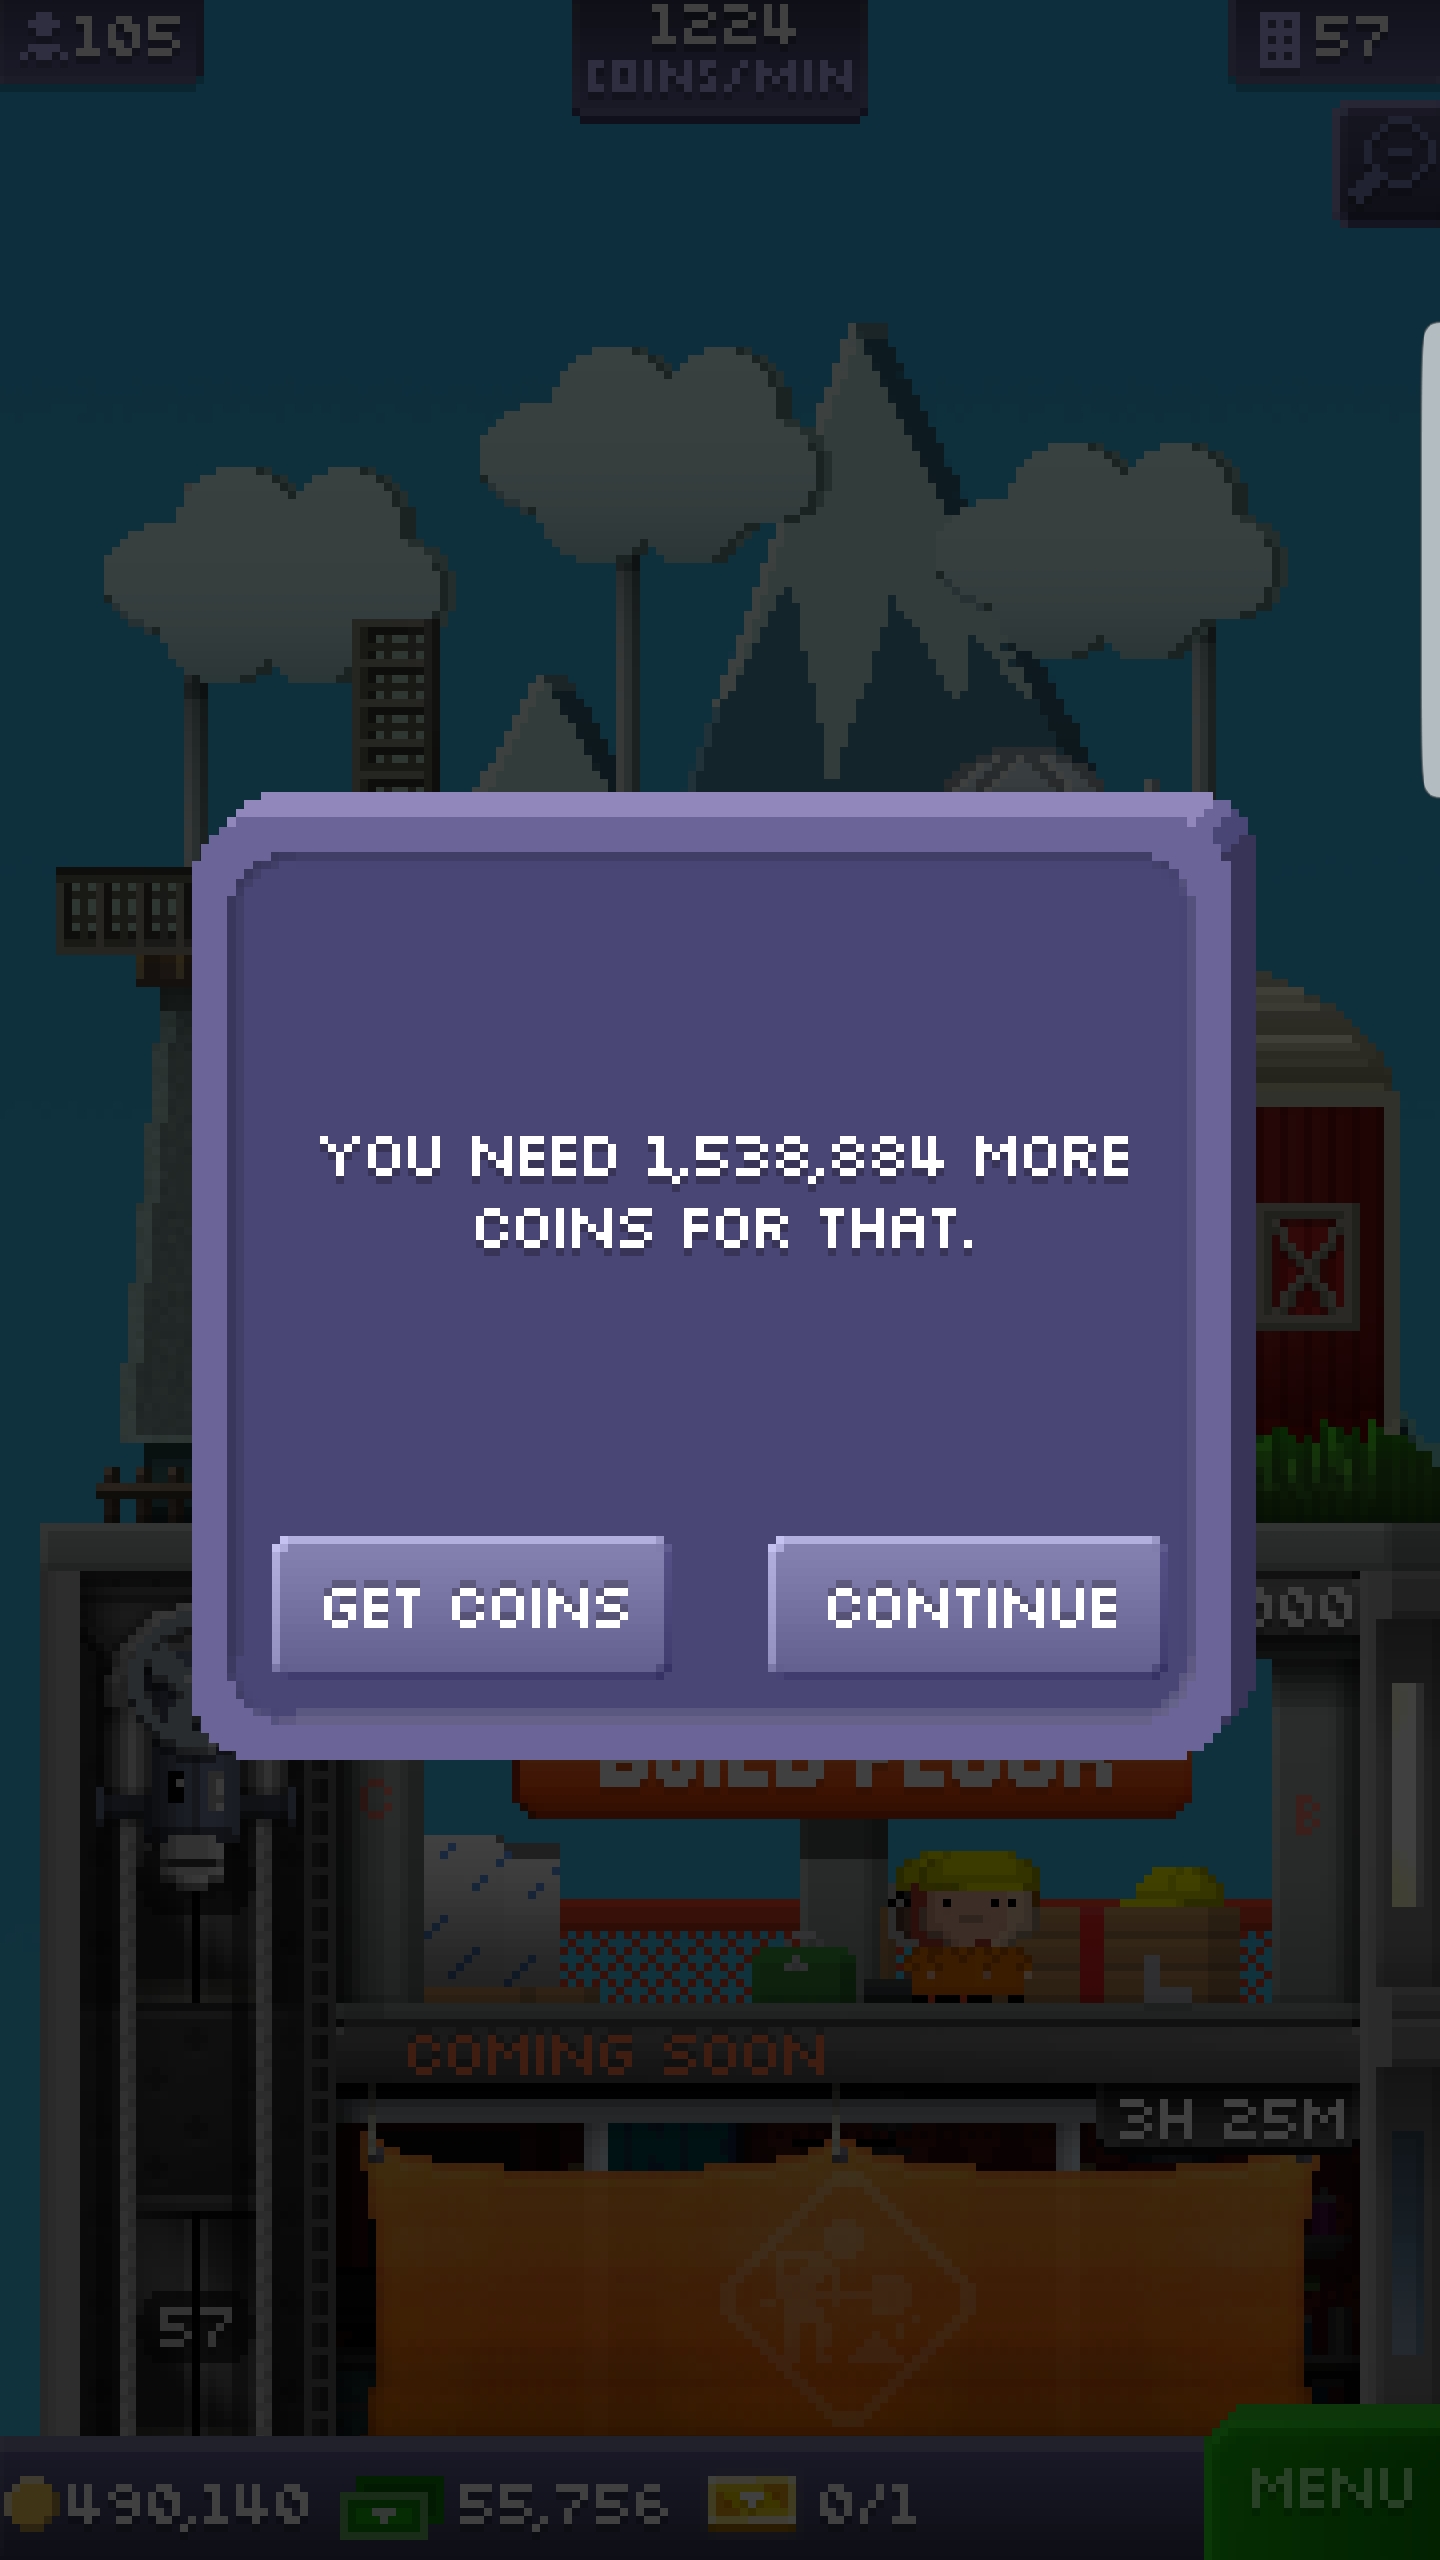 105
1224
COINS/MIN
57
YOU NEED 1,538,884 MORE
COINS FOR THAT.
GET COINS
CONTINUE
000
BUILD FLOOR
C
B
L
COMING SOON
3H 25M
57
490,140
55,756
0/1
MENU